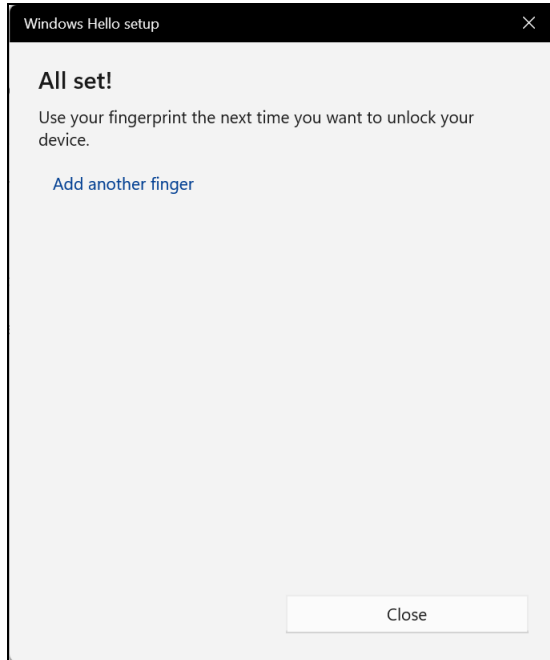 Windows Hello setup
All set!
Use your fingerprint the next time you want to unlock your
device.
Add another finger
Close